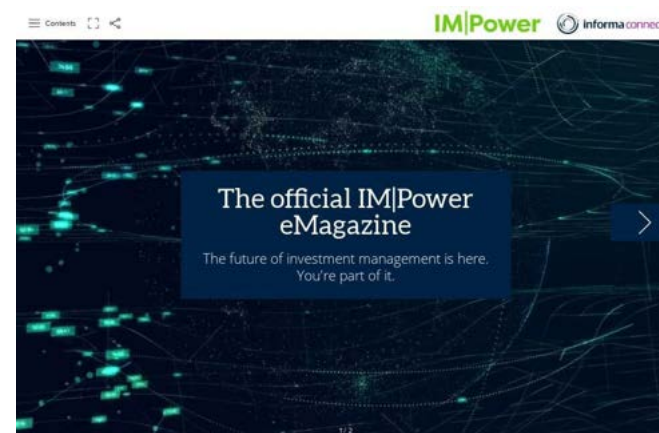 Contents
IM|Power
informa connec
The official IM|Power
eMagazine
The future of investment management is here.
You're part of it.
1/2